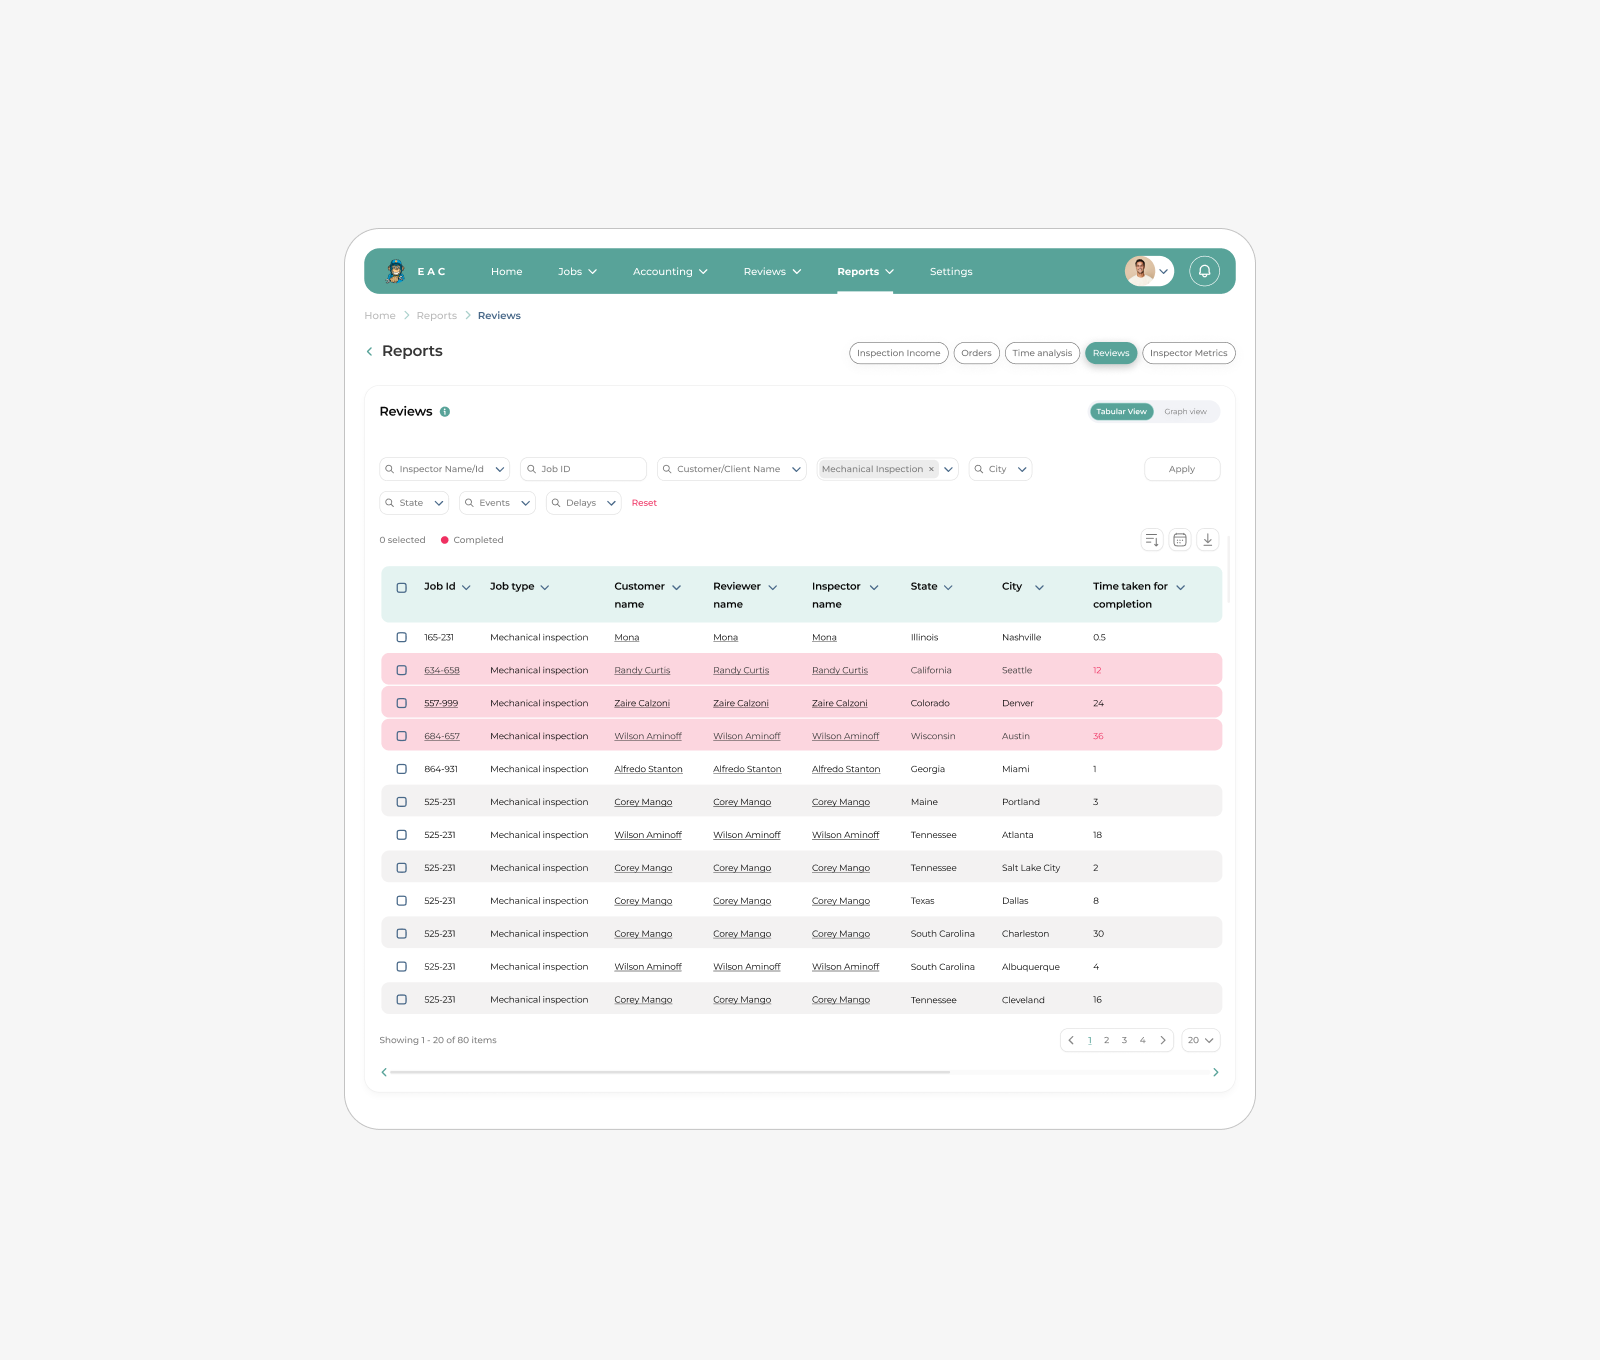 E A C Home Jobs Accounting Reviews Reports Settings
Home Reports Reviews
Reports Inspection Income Orders Time analysis Reviews Inspector Metrics
Reviews Tabular View Graph view
Inspector Name/Id Job ID Customer/Client Name Mechanical Inspection × City Apply
State Events Delays Reset
0 selected Completed
Job Id Job type Customer name Reviewer name Inspector name State City Time taken for completion
165-231 Mechanical inspection Mona Mona Mona Illinois Nashville 0.5
634-658 Mechanical inspection Randy Curtis Randy Curtis Randy Curtis California Seattle 12
557-999 Mechanical inspection Zaire Calzoni Zaire Calzoni Zaire Calzoni Colorado Denver 24
684-657 Mechanical inspection Wilson Aminoff Wilson Aminoff Wilson Aminoff Wisconsin Austin 36
864-931 Mechanical inspection Alfredo Stanton Alfredo Stanton Alfredo Stanton Georgia Miami 1
525-231 Mechanical inspection Corey Mango Corey Mango Corey Mango Maine Portland 3
525-231 Mechanical inspection Wilson Aminoff Wilson Aminoff Wilson Aminoff Tennessee Atlanta 18
525-231 Mechanical inspection Corey Mango Corey Mango Corey Mango Tennessee Salt Lake City 2
525-231 Mechanical inspection Corey Mango Corey Mango Corey Mango Texas Dallas 8
525-231 Mechanical inspection Corey Mango Corey Mango Corey Mango South Carolina Charleston 30
525-231 Mechanical inspection Wilson Aminoff Wilson Aminoff Wilson Aminoff South Carolina Albuquerque 4
525-231 Mechanical inspection Corey Mango Corey Mango Corey Mango Tennessee Cleveland 16
Showing 1 - 20 of 80 items 1 2 3 4 20